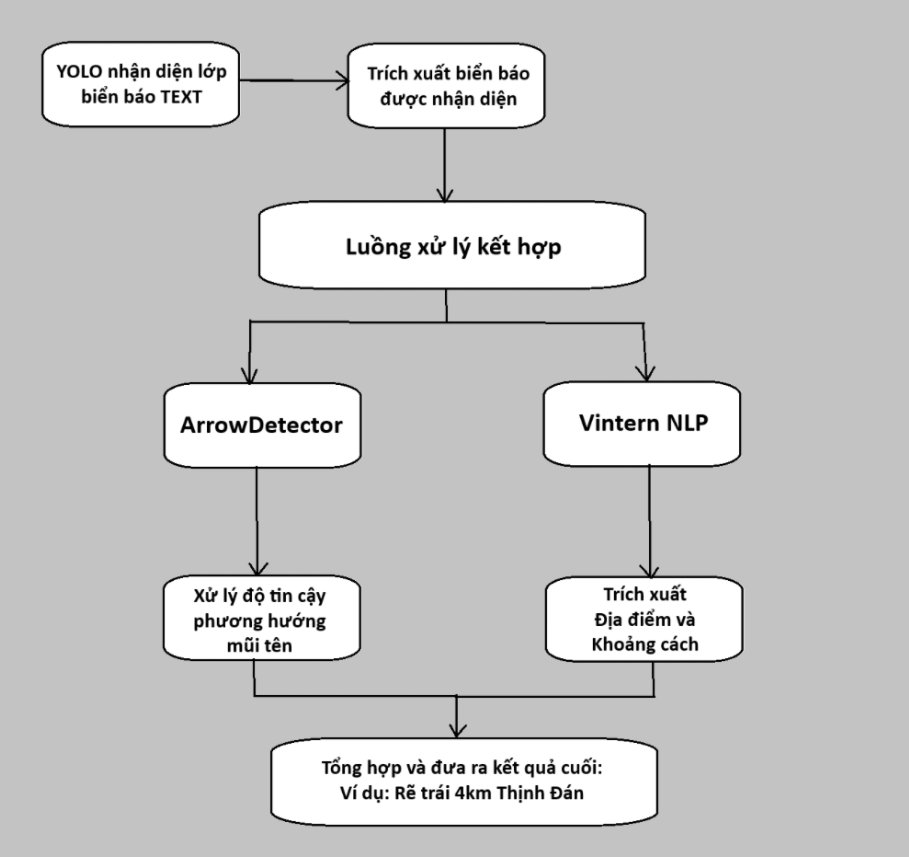 YOLO nhận diện lớp
biển báo TEXT
Trích xuất biển báo
được nhận diện
Luồng xử lý kết hợp
ArrowDetector
Vintern NLP
Xử lý độ tin cậy
phương hướng
mũi tên
Trích xuất
Địa điểm và
Khoảng cách
Tổng hợp và đưa ra kết quả cuối:
Ví dụ: Rẽ trái 4km Thịnh Đán